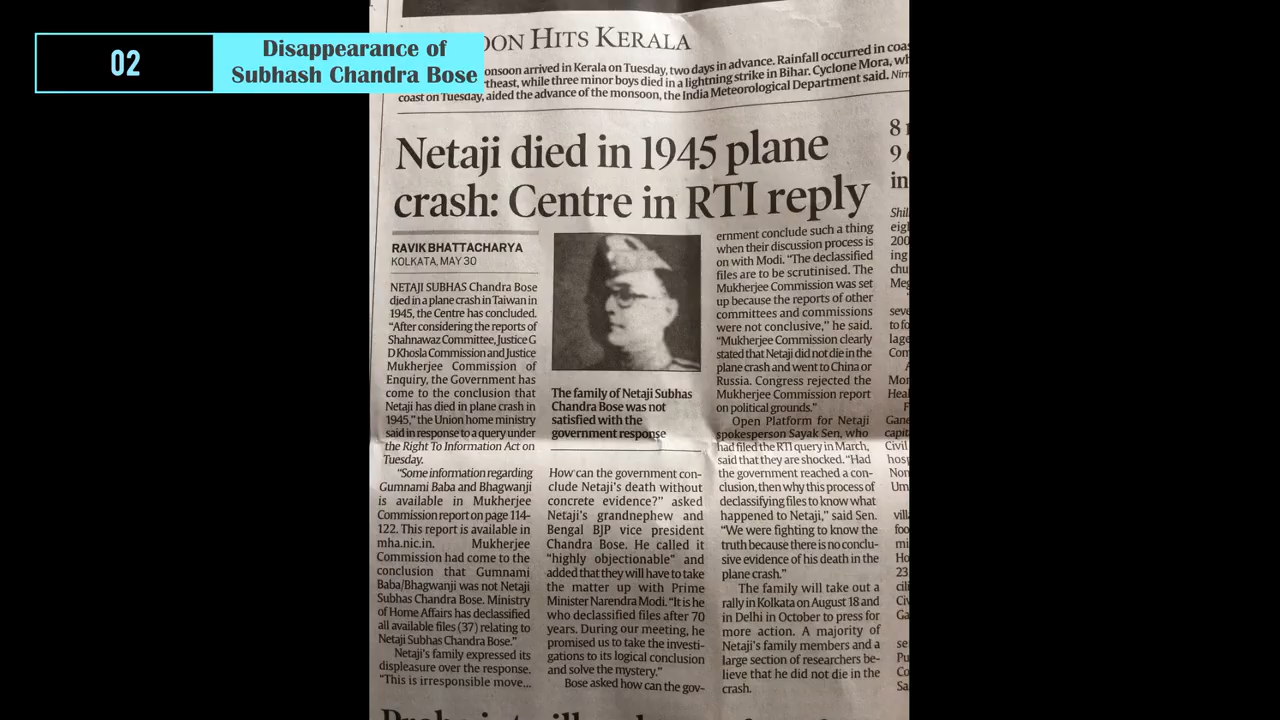 02
Disappearance of
Subhash Chandra Bose
OON HITS KERALA
onsoon arrived in Kerala on Tuesday, two days in advance. Rainfall occurred in coas
rtheast, while three minor boys died in a lightning strike in Bihar. Cyclone Mora, wh
coast on Tuesday, aided the advance of the monsoon, the India Meteorological Department said. Nirm
Netaji died in 1945 plane
crash: Centre in RTI reply
RAVIK BHATTACHARYA
KOLKATA, MAY 30
NETAJI SUBHAS Chandra Bose
died in a plane crash in Taiwan in
1945, the Centre has concluded.
“After considering the reports of
Shahnawaz Committee, Justice G
D Khosla Commission and Justice
Mukherjee Commission of
Enquiry, the Government has
come to the conclusion that
Netaji has died in plane crash in
1945,” the Union home ministry
said in response to a query under
the Right To Information Act on
Tuesday.
“Some information regarding
Gumnami Baba and Bhagwanji
is available in Mukherjee
Commission report on page 114-
122. This report is available in
mha.nic.in. Mukherjee
Commission had come to the
conclusion that Gumnami
Baba/Bhagwanji was not Netaji
Subhas Chandra Bose. Ministry
of Home Affairs has declassified
all available files (37) relating to
Netaji Subhas Chandra Bose.”
Netaji’s family expressed its
displeasure over the response.
“This is irresponsible move...
The family of Netaji Subhas
Chandra Bose was not
satisfied with the
government response
How can the government con-
clude Netaji’s death without
concrete evidence?” asked
Netaji’s grandnephew and
Bengal BJP vice president
Chandra Bose. He called it
“highly objectionable” and
added that they will have to take
the matter up with Prime
Minister Narendra Modi. “It is he
who declassified files after 70
years. During our meeting, he
promised us to take the investi-
gations to its logical conclusion
and solve the mystery.”
Bose asked how can the gov-
ernment conclude such a thing
when their discussion process is
on with Modi. “The declassified
files are to be scrutinised. The
Mukherjee Commission was set
up because the reports of other
committees and commissions
were not conclusive,” he said.
“Mukherjee Commission clearly
stated that Netaji did not die in the
plane crash and went to China or
Russia. Congress rejected the
Mukherjee Commission report
on political grounds.”
Open Platform for Netaji
spokesperson Sayak Sen, who
had filed the RTI query in March,
said that they are shocked. “Had
the government reached a con-
clusion, then why this process of
declassifying files to know what
happened to Netaji,” said Sen.
“We were fighting to know the
truth because there is no conclu-
sive evidence of his death in the
plane crash.”
The family will take out a
rally in Kolkata on August 18 and
in Delhi in October to press for
more action. A majority of
Netaji’s family members and a
large section of researchers be-
lieve that he did not die in the
crash.